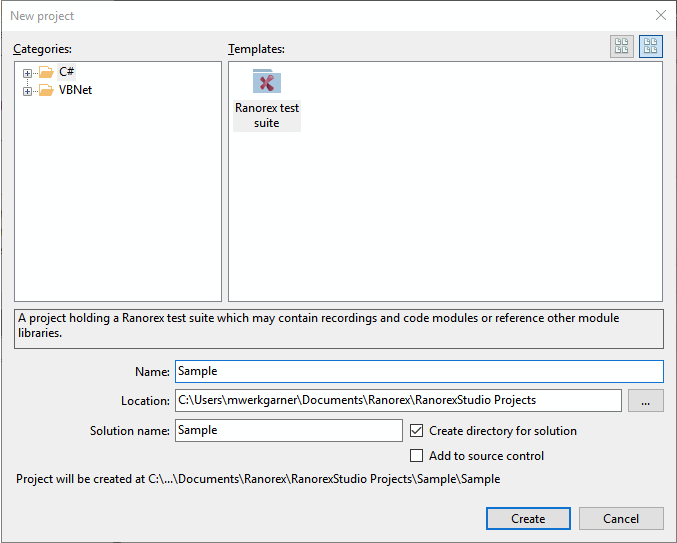 New project
Categories:
Templates:
C#
VBNet
Ranorex test
suite
A project holding a Ranorex test suite which may contain recordings and code modules or reference other module
libraries.
Name: Sample
Location: C:\Users\mwerkgarner\Documents\Ranorex\RanorexStudio Projects ...
Solution name: Sample Create directory for solution
Add to source control
Project will be created at C:\...\Documents\Ranorex\RanorexStudio Projects\Sample\Sample
Create Cancel